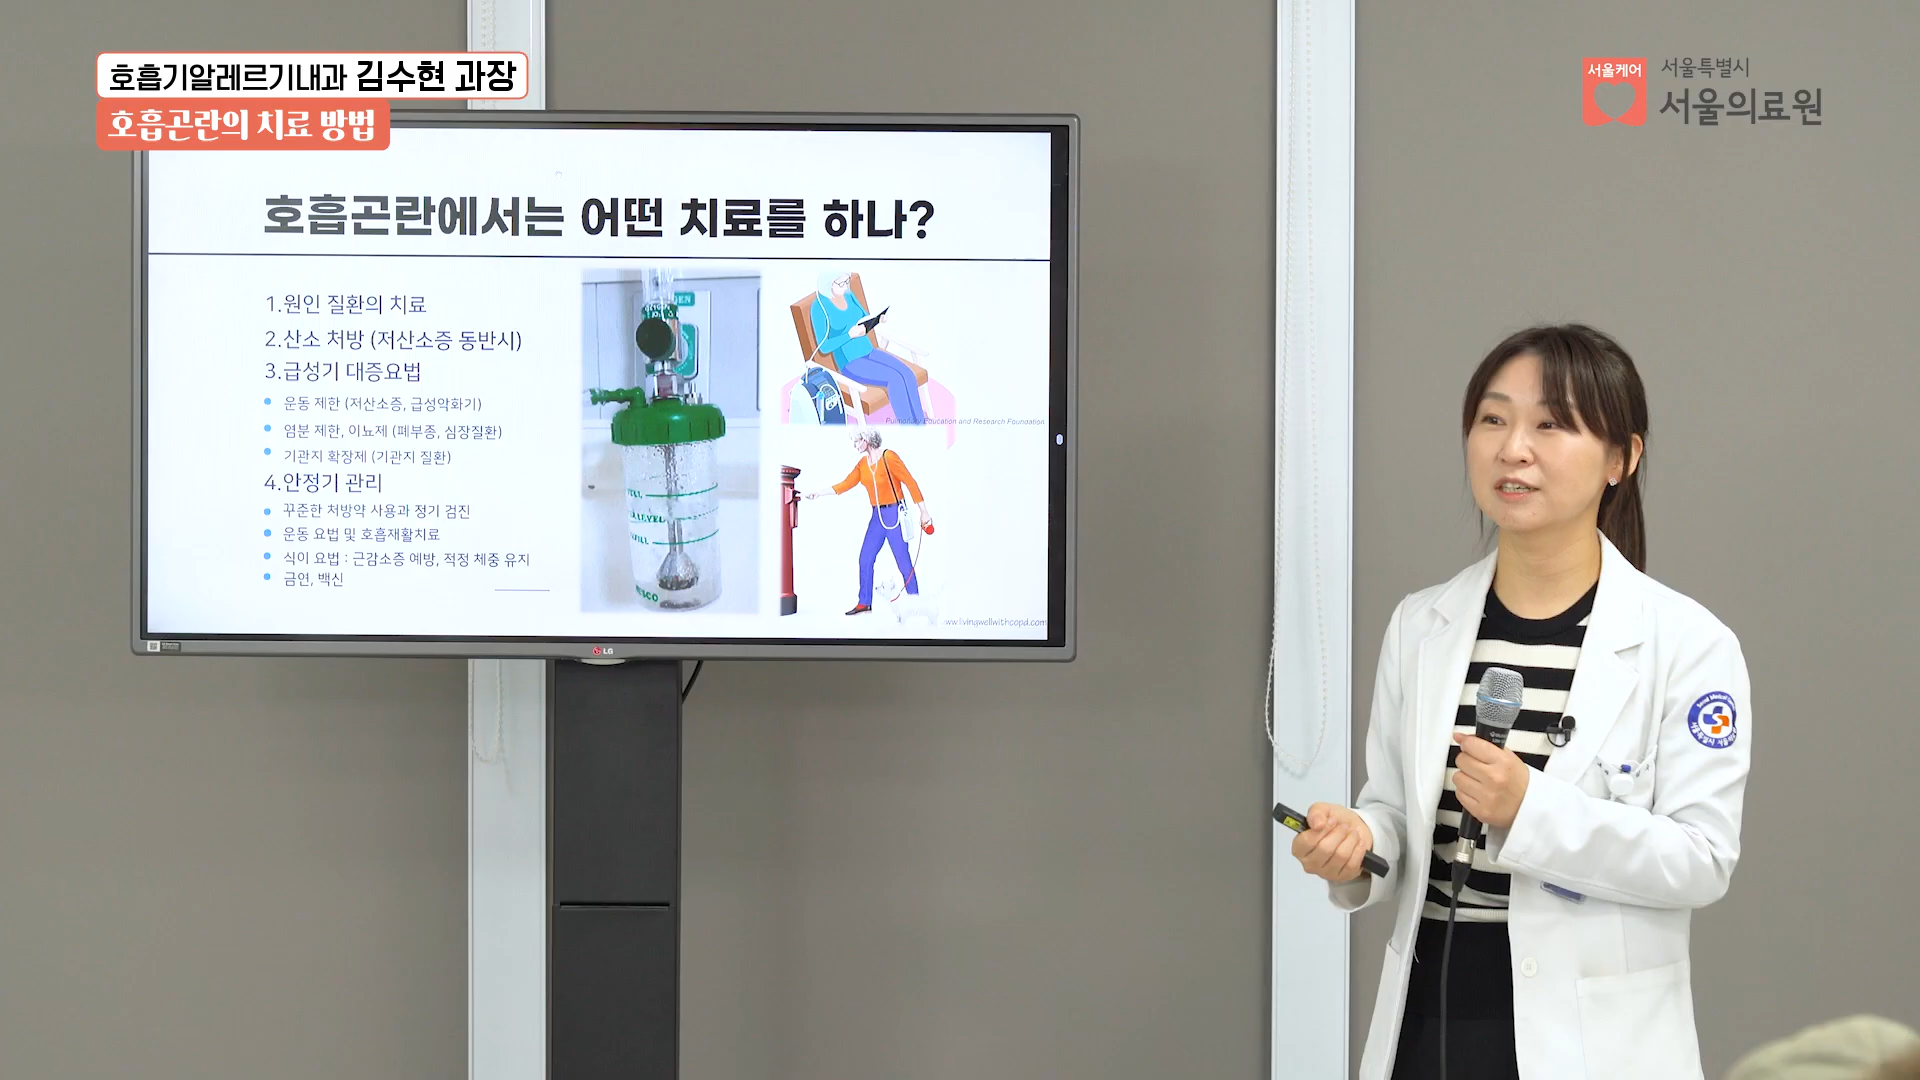 호흡기알레르기내과 김수현 과장
호흡곤란의 치료 방법
서울케어
서울특별시
서울의료원
호흡곤란에서는 어떤 치료를 하나?
1.원인 질환의 치료
2.산소 처방 (저산소증 동반시)
3.급성기 대증요법
운동 제한 (저산소증, 급성악화기)
염분 제한, 이뇨제 (폐부종, 심장질환)
기관지 확장제 (기관지 질환)
4.안정기 관리
꾸준한 처방약 사용과 정기 검진
운동 요법 및 호흡재활치료
식이 요법 : 근감소증 예방, 적정 체중 유지
금연, 백신
Pulmonary Education and Research Foundation
www.livingwellwithcopd.com
LG